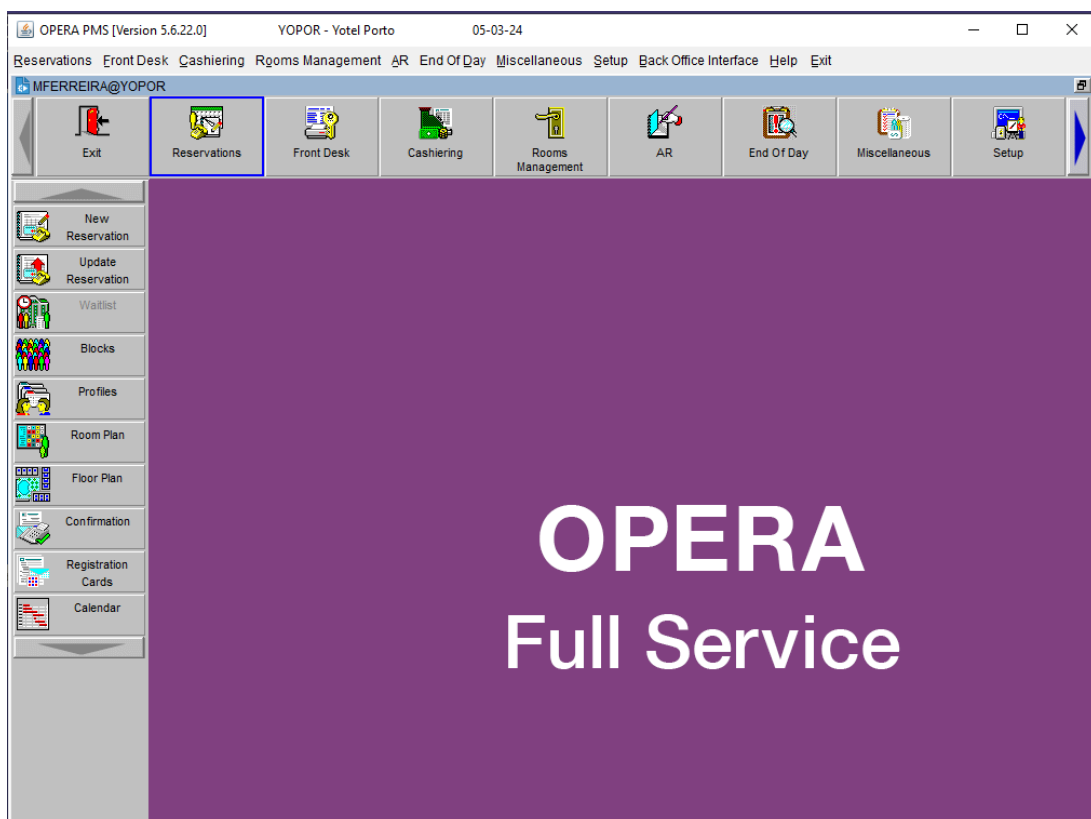 OPERA PMS [Version 5.6.22.0] YOPOR - Yotel Porto 05-03-24
Reservations Front Desk Cashiering Rooms Management AR End Of Day Miscellaneous Setup Back Office Interface Help Exit
MFERREIRA@YOPOR
Exit Reservations Front Desk Cashiering Rooms AR End Of Day Miscellaneous Setup
Management
New
Reservation
Update
Reservation
Waitlist
Blocks
Profiles
Room Plan
Floor Plan
Confirmation
Registration
Cards
Calendar
OPERA
Full Service